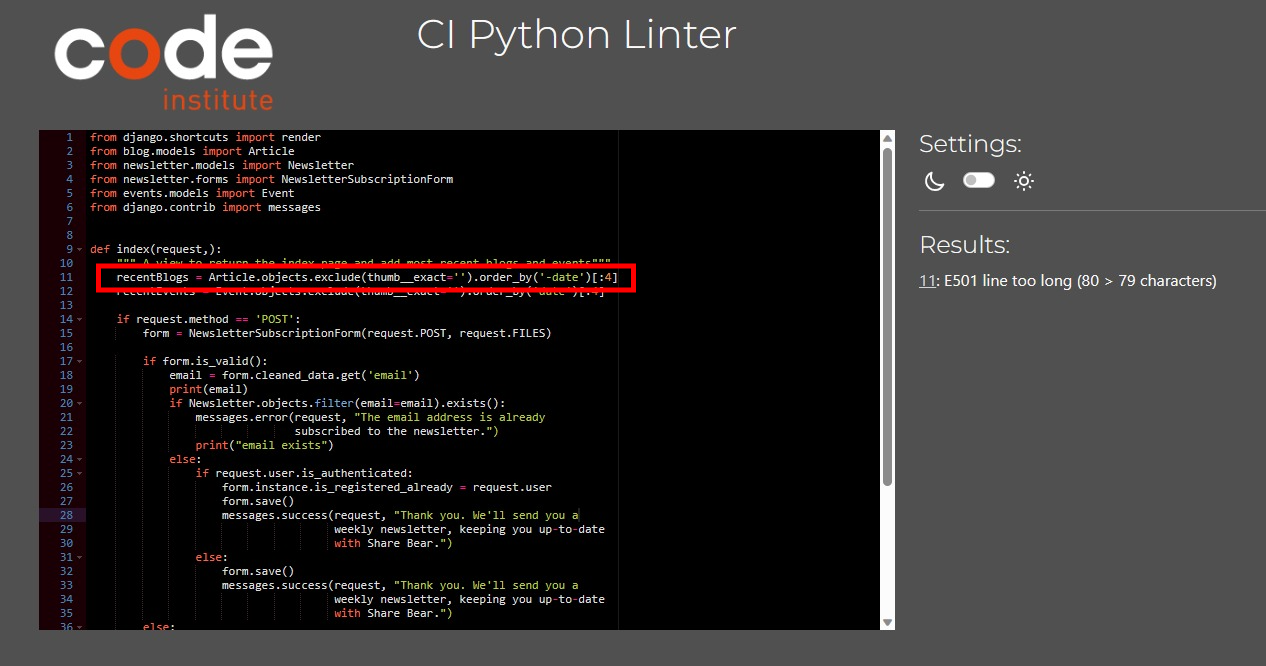 code
institute
CI Python Linter
1 from django.shortcuts import render
2 from blog.models import Article
3 from newsletter.models import Newsletter
4 from newsletter.forms import NewsletterSubscriptionForm
5 from events.models import Event
6 from django.contrib import messages
7
8
9 def index(request,):
10 """ A view to return the index page and add most recent blogs and events"""
11 recentBlogs = Article.objects.exclude(thumb__exact='').order_by('-date')[:4]
12 recentEvents = Event.objects.exclude(thumb__exact='').order_by('date')[:4]
13
14 if request.method == 'POST':
15 form = NewsletterSubscriptionForm(request.POST, request.FILES)
16
17 if form.is_valid():
18 email = form.cleaned_data.get('email')
19 print(email)
20 if Newsletter.objects.filter(email=email).exists():
21 messages.error(request, "The email address is already
22 subscribed to the newsletter.")
23 print("email exists")
24 else:
25 if request.user.is_authenticated:
26 form.instance.is_registered_already = request.user
27 form.save()
28 messages.success(request, "Thank you. We'll send you a
29 weekly newsletter, keeping you up-to-date
30 with Share Bear.")
31 else:
32 form.save()
33 messages.success(request, "Thank you. We'll send you a
34 weekly newsletter, keeping you up-to-date
35 with Share Bear.")
36 else:
Settings:
Results:
11: E501 line too long (80 > 79 characters)